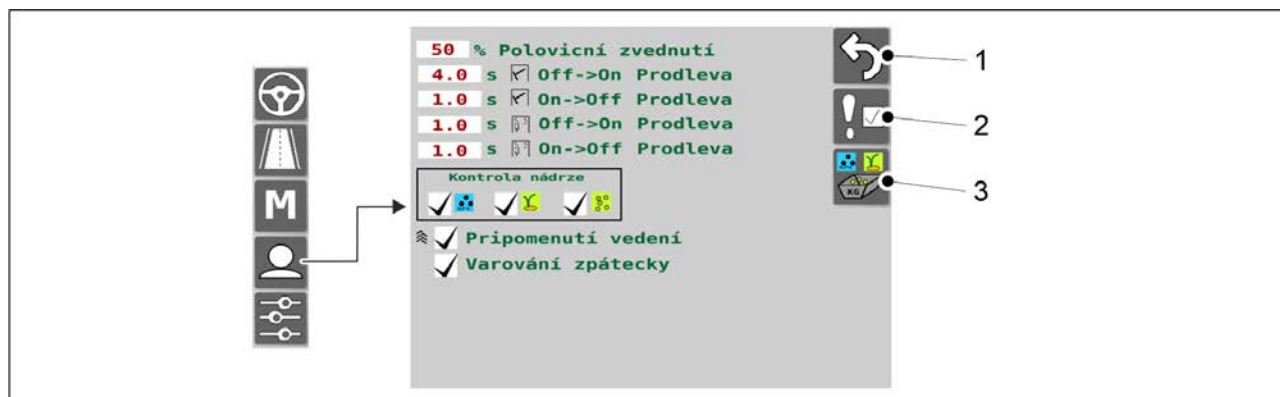 50 % Polovicní zvednutí
4.0 s Off->On Prodleva
1.0 s On->Off Prodleva
1.0 s Off->On Prodleva
1.0 s On->Off Prodleva
Kontrola nádrze
Pripomenutí vedení
Varování zpátecky
M
KG
1
2
3